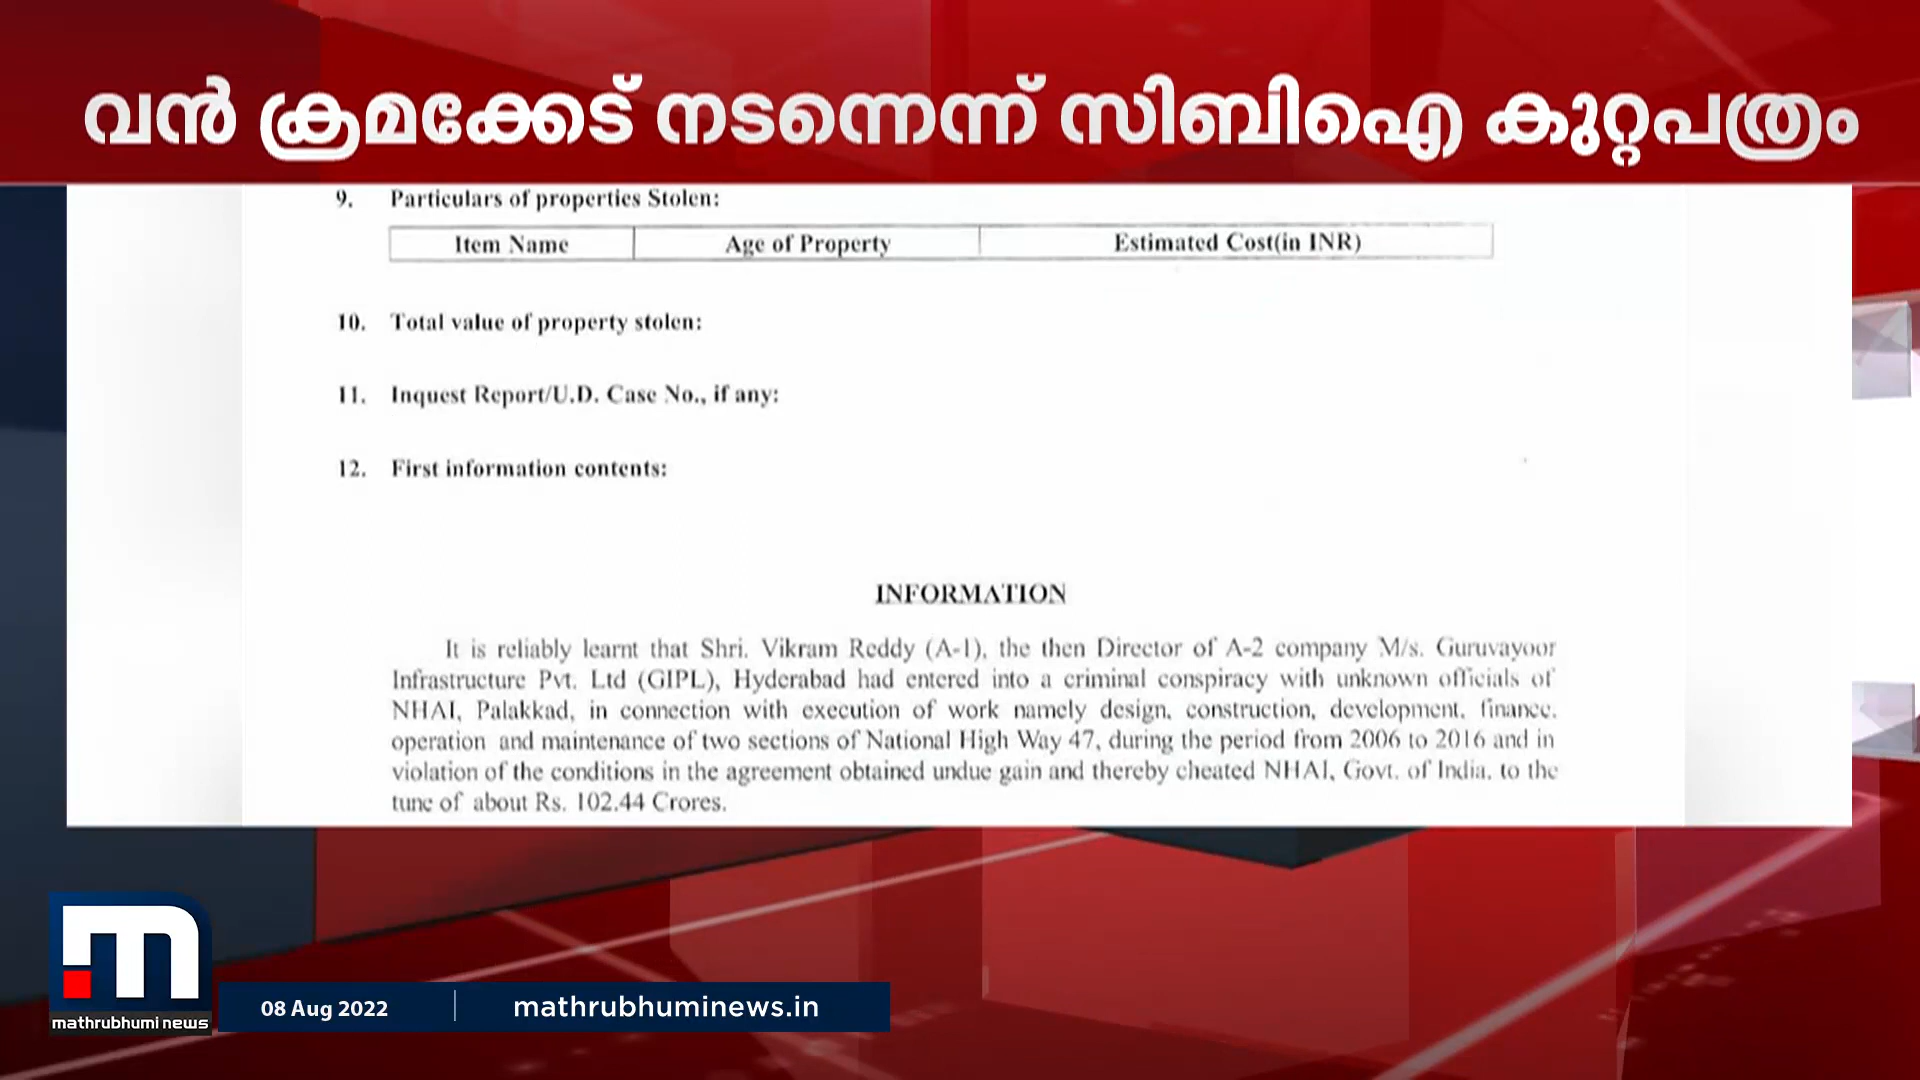 വൻ ക്രമക്കേട് നടന്നെന്ന് സിബിഐ കുറ്റപത്രം
9. Particulars of properties Stolen:
Item Name Age of Property Estimated Cost(in INR)
10. Total value of property stolen:
11. Inquest Report/U.D. Case No., if any:
12. First information contents:
INFORMATION
It is reliably learnt that Shri. Vikram Reddy (A-1), the then Director of A-2 company M/s. Guruvayoor
Infrastructure Pvt. Ltd (GIPL), Hyderabad had entered into a criminal conspiracy with unknown officials of
NHAI, Palakkad, in connection with execution of work namely design, construction, development, finance,
operation and maintenance of two sections of National High Way 47, during the period from 2006 to 2016 and in
violation of the conditions in the agreement obtained undue gain and thereby cheated NHAI, Govt. of India, to the
tune of about Rs. 102.44 Crores.
mathrubhumi news
08 Aug 2022
mathrubhuminews.in